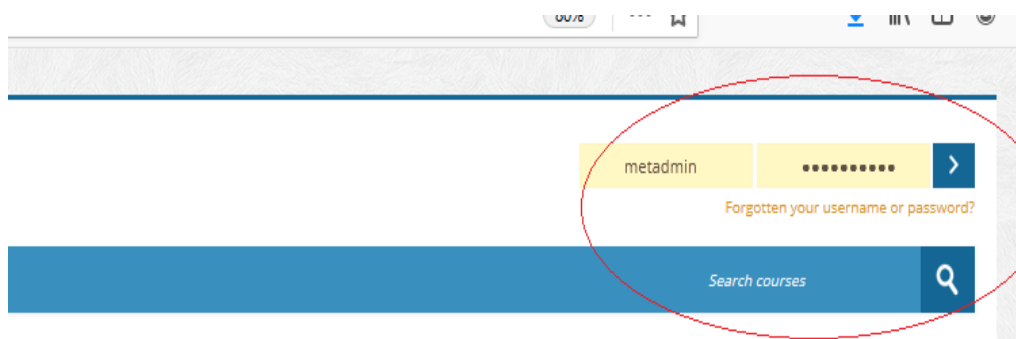 metadmin ••••••••••
Forgotten your username or password?
Search courses